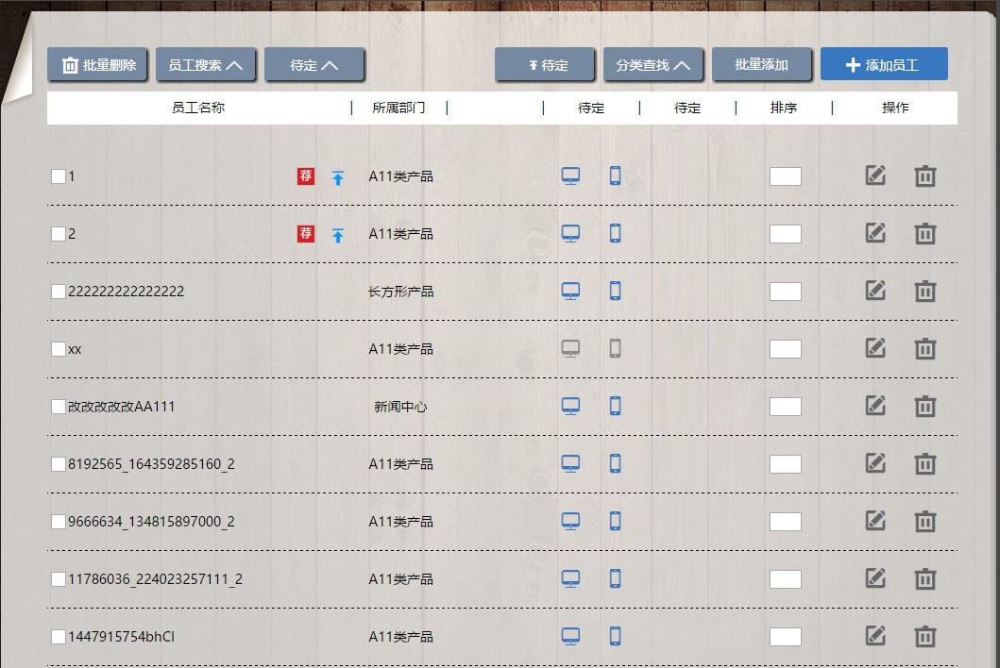 批量删除 员工搜索 待定 待定 分类查找 批量添加 添加员工
员工名称 所属部门 待定 待定 排序 操作
1 荐 A11类产品
2 荐 A11类产品
222222222222222 长方形产品
xx A11类产品
改改改改改AA111 新闻中心
8192565_164359285160_2 A11类产品
9666634_134815897000_2 A11类产品
11786036_224023257111_2 A11类产品
1447915754bhCl A11类产品